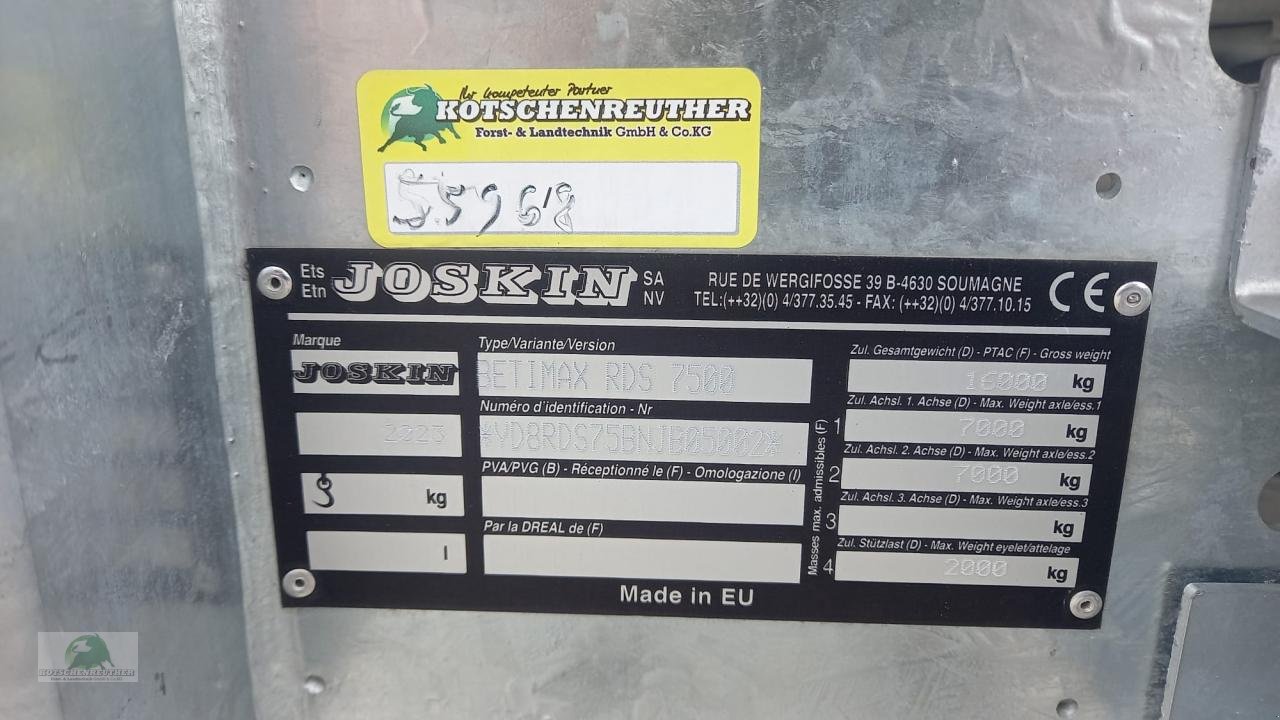 Ihr kompetenter Partner
KOTSCHENREUTHER
Forst- & Landtechnik GmbH & Co.KG
55968
Ets Etn JOSKIN SA NV
RUE DE WERGIFOSSE 39 B-4630 SOUMAGNE
TEL:(++32)(0) 4/377.35.45 - FAX: (++32)(0) 4/377.10.15
CE
Marque
JOSKIN
2023
kg
l
Type/Variante/Version
BETIMAX RDS 7500
Numéro d'identification - Nr
*YD8RDS75BNJB05002*
PVA/PVG (B) - Réceptionné le (F) - Omologazione (I)
Par la DREAL de (F)
Masses max. admissibles (F)
Zul. Gesamtgewicht (D) - PTAC (F) - Gross weight
16000 kg
Zul. Achsl. 1. Achse (D) - Max. Weight axle/ess.1
1 7000 kg
Zul. Achsl. 2. Achse (D) - Max. Weight axle/ess.2
2 7000 kg
Zul. Achsl. 3. Achse (D) - Max. Weight axle/ess.3
3 kg
Zul. Stützlast (D) - Max. Weight eyelet/attelage
4 2000 kg
Made in EU
KOTSCHENREUTHER
Forst- & Landtechnik GmbH & Co.KG